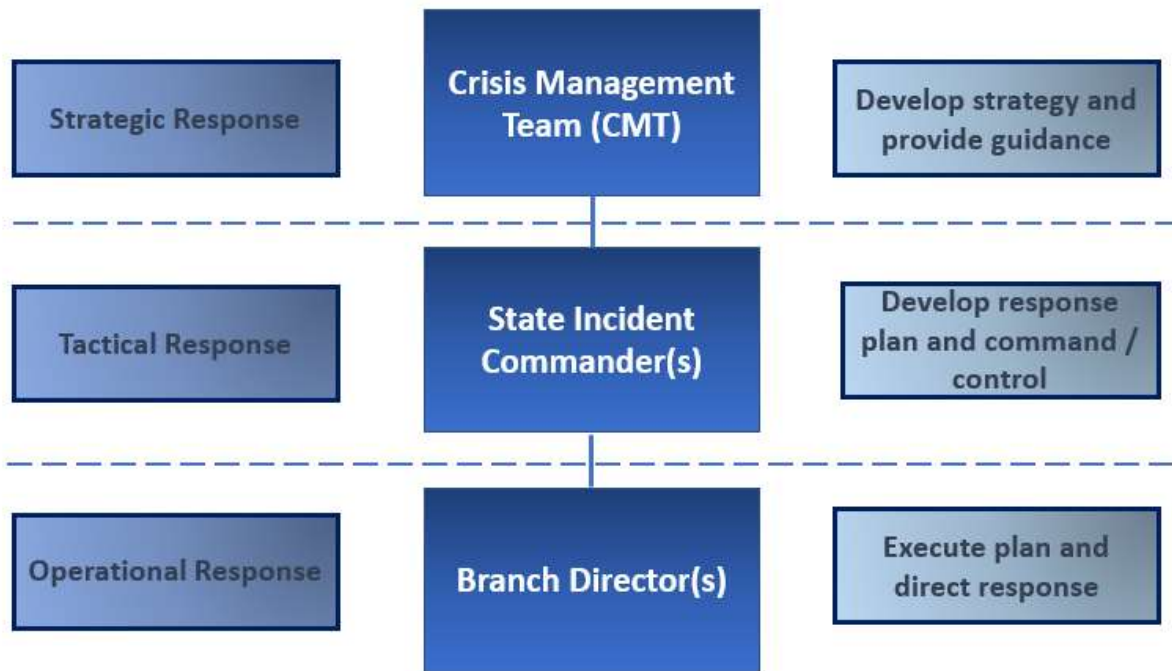 Strategic Response
Crisis Management
Team (CMT)
Develop strategy and
provide guidance
Tactical Response
State Incident
Commander(s)
Develop response
plan and command /
control
Operational Response
Branch Director(s)
Execute plan and
direct response